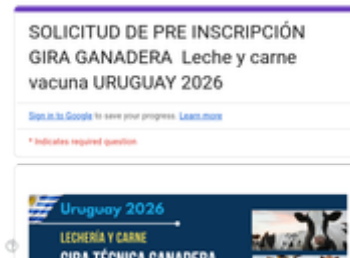 SOLICITUD DE PRE INSCRIPCIÓN
GIRA GANADERA Leche y carne
vacuna URUGUAY 2026
Sign in to Google to save your progress. Learn more
* Indicates required question
Uruguay 2026
LECHERÍA Y CARNE
GIRA TÉCNICA GANADERA